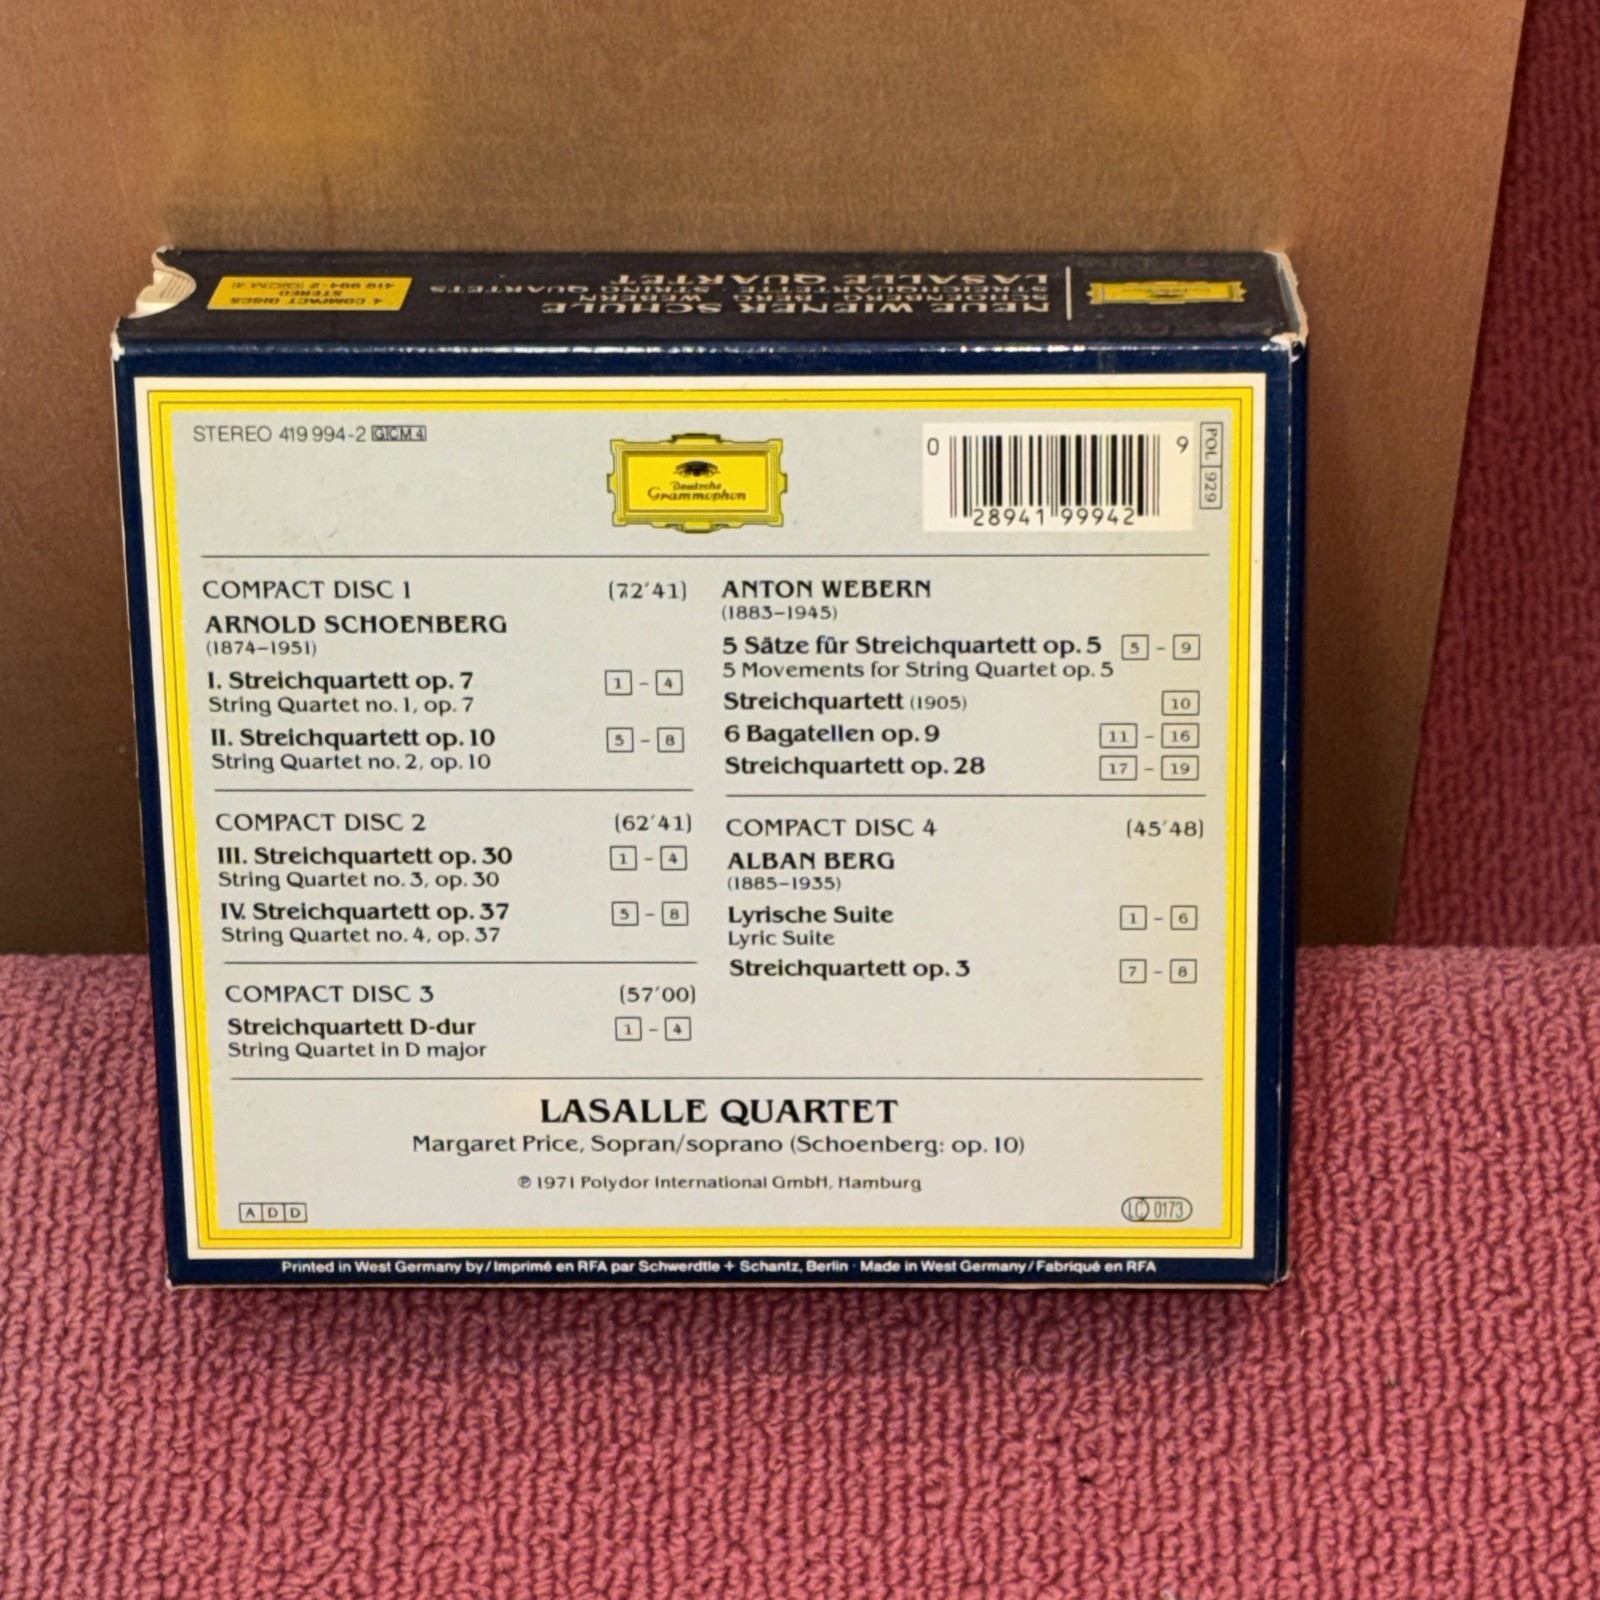 4 COMPACT DISCS
STEREO
419 994-2 GCM 4
NEUE WIENER SCHULE
SCHOENBERG · BERG · WEBERN
STREICHQUARTETTE · STRING QUARTETS
LASALLE QUARTET
STEREO 419 994-2 GCM 4
Deutsche
Grammophon
0 28941 99942 9
POL 929
COMPACT DISC 1 (72'41)
ARNOLD SCHOENBERG
(1874–1951)
I. Streichquartett op. 7 1 – 4
String Quartet no. 1, op. 7
II. Streichquartett op. 10 5 – 8
String Quartet no. 2, op. 10
COMPACT DISC 2 (62'41)
III. Streichquartett op. 30 1 – 4
String Quartet no. 3, op. 30
IV. Streichquartett op. 37 5 – 8
String Quartet no. 4, op. 37
COMPACT DISC 3 (57'00)
Streichquartett D-dur 1 – 4
String Quartet in D major
ANTON WEBERN
(1883–1945)
5 Sätze für Streichquartett op. 5 5 – 9
5 Movements for String Quartet op. 5
Streichquartett (1905) 10
6 Bagatellen op. 9 11 – 16
Streichquartett op. 28 17 – 19
COMPACT DISC 4 (45'48)
ALBAN BERG
(1885–1935)
Lyrische Suite 1 – 6
Lyric Suite
Streichquartett op. 3 7 – 8
LASALLE QUARTET
Margaret Price, Sopran/soprano (Schoenberg: op. 10)
℗ 1971 Polydor International GmbH, Hamburg
A D D
LC 0173
Printed in West Germany by/Imprimé en RFA par Schwerdtle + Schantz, Berlin · Made in West Germany/Fabriqué en RFA